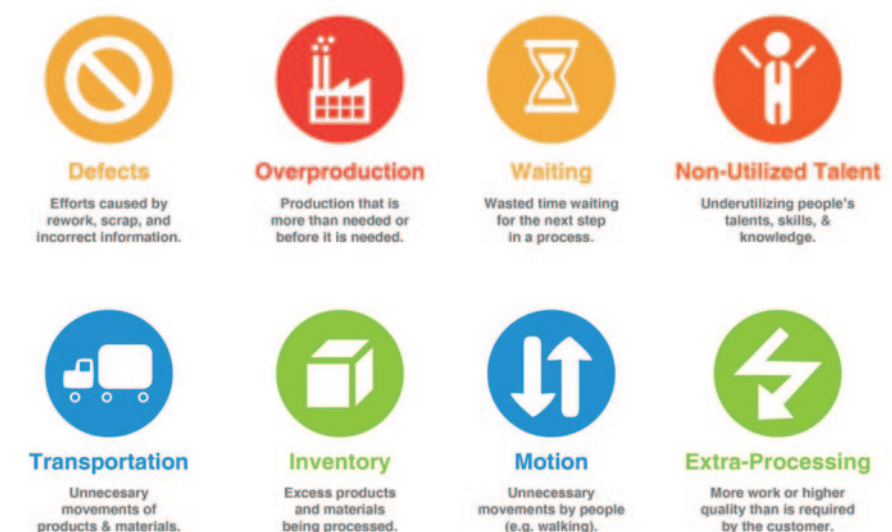 Defects
Efforts caused by
rework, scrap, and
incorrect information.
Overproduction
Production that is
more than needed or
before it is needed.
Waiting
Wasted time waiting
for the next step
in a process.
Non-Utilized Talent
Underutilizing people's
talents, skills, &
knowledge.
Transportation
Unnecesary
movements of
products & materials.
Inventory
Excess products
and materials
being processed.
Motion
Unnecessary
movements by people
(e.g. walking).
Extra-Processing
More work or higher
quality than is required
by the customer.